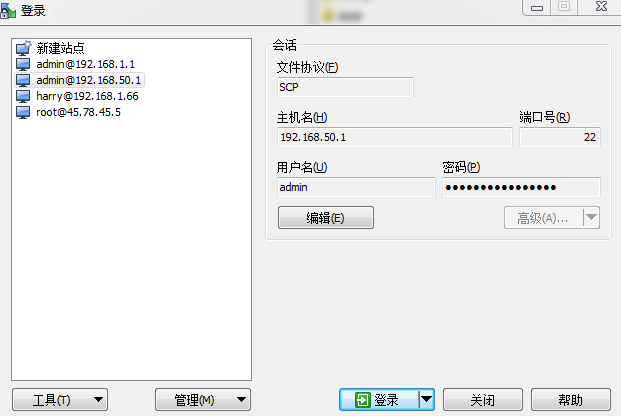 登录
新建站点
admin@192.168.1.1
admin@192.168.50.1
harry@192.168.1.66
root@45.78.45.5
会话
文件协议(F)
SCP
主机名(H) 端口号(R)
192.168.50.1 22
用户名(U) 密码(P)
admin ●●●●●●●●●●●●●●●●
编辑(E) 高级(A)...
工具(T) 管理(M) 登录 关闭 帮助